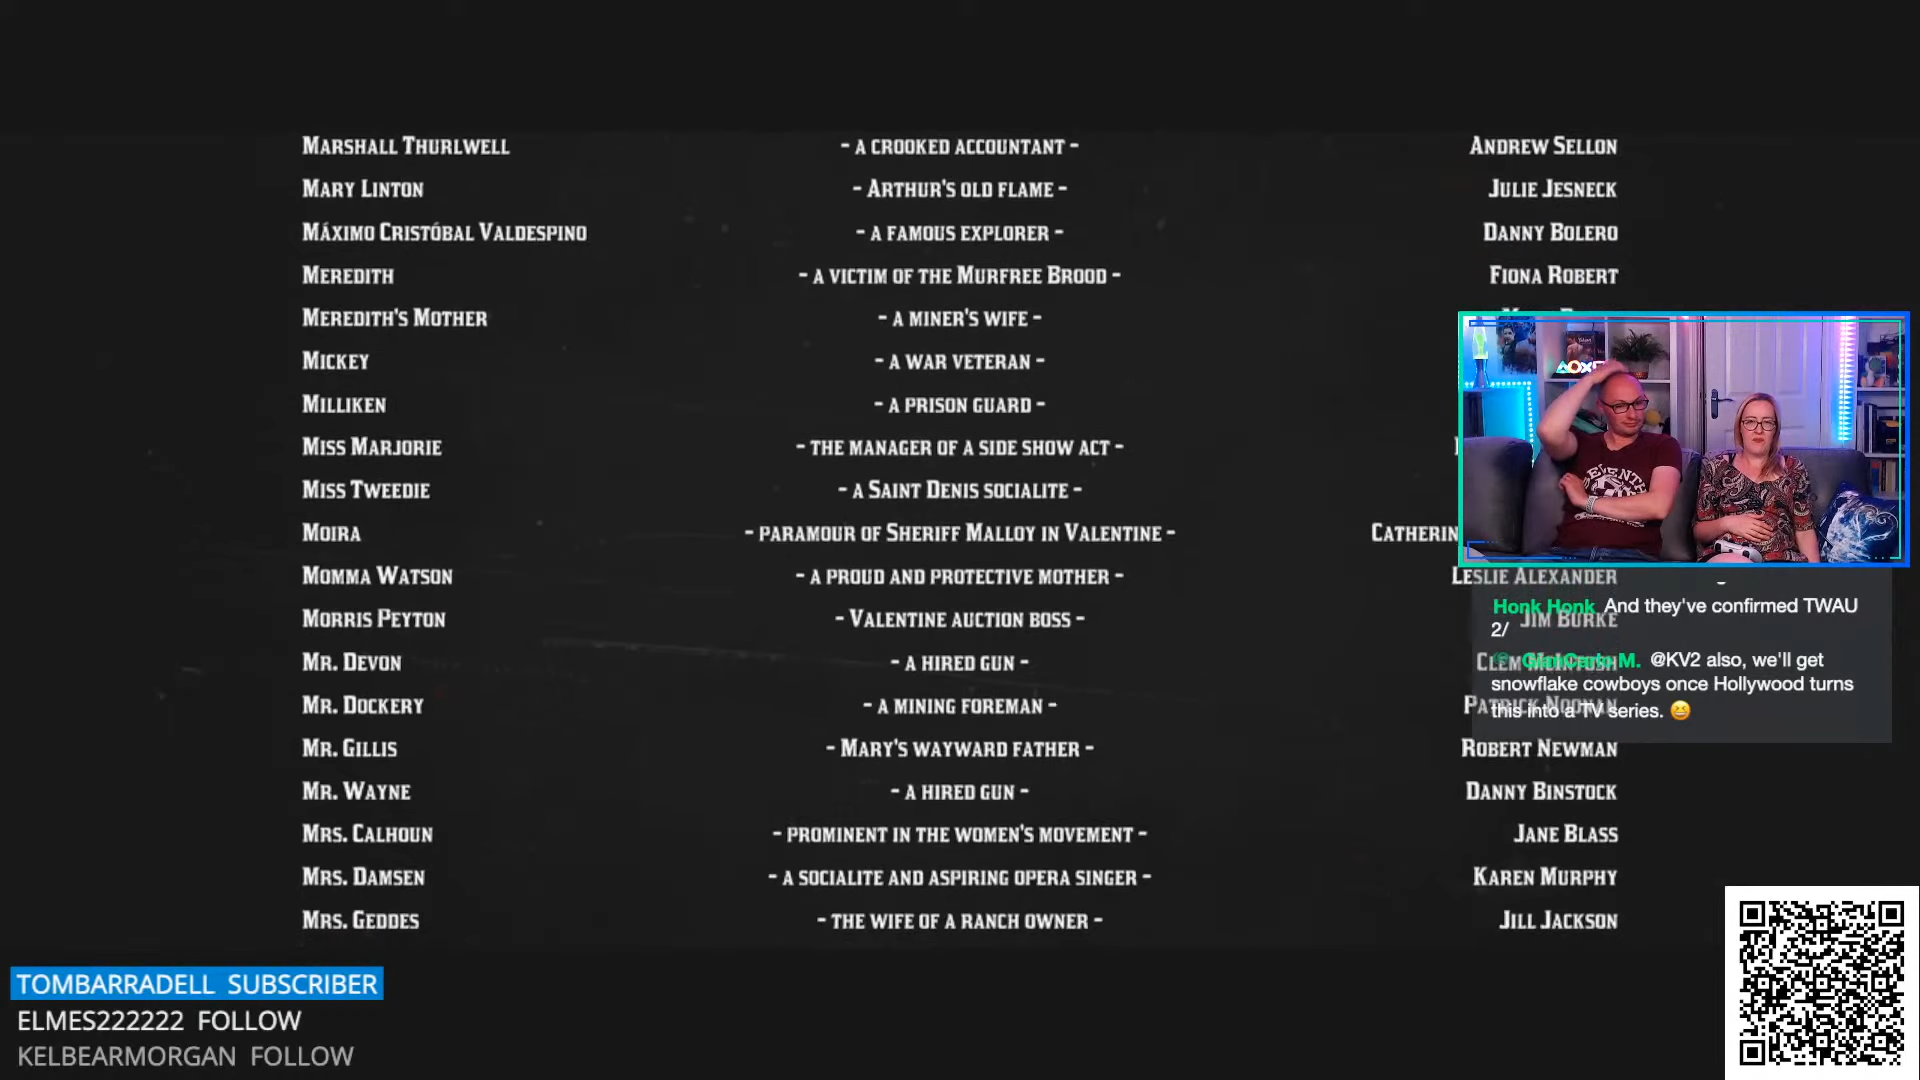 MARSHALL THURLWELL - A CROOKED ACCOUNTANT - ANDREW SELLON
MARY LINTON - ARTHUR'S OLD FLAME - JULIE JESNECK
MÁXIMO CRISTÓBAL VALDESPINO - A FAMOUS EXPLORER - DANNY BOLERO
MEREDITH - A VICTIM OF THE MURFREE BROOD - FIONA ROBERT
MEREDITH'S MOTHER - A MINER'S WIFE -
MICKEY - A WAR VETERAN -
MILLIKEN - A PRISON GUARD -
MISS MARJORIE - THE MANAGER OF A SIDE SHOW ACT -
MISS TWEEDIE - A SAINT DENIS SOCIALITE -
MOIRA - PARAMOUR OF SHERIFF MALLOY IN VALENTINE - CATHERIN
MOMMA WATSON - A PROUD AND PROTECTIVE MOTHER - LESLIE ALEXANDER
MORRIS PEYTON - VALENTINE AUCTION BOSS - JIM BURKE
MR. DEVON - A HIRED GUN - CLEM MCINTOSH
MR. DOCKERY - A MINING FOREMAN - PATRICK NOONAN
MR. GILLIS - MARY'S WAYWARD FATHER - ROBERT NEWMAN
MR. WAYNE - A HIRED GUN - DANNY BINSTOCK
MRS. CALHOUN - PROMINENT IN THE WOMEN'S MOVEMENT - JANE BLASS
MRS. DAMSEN - A SOCIALITE AND ASPIRING OPERA SINGER - KAREN MURPHY
MRS. GEDDES - THE WIFE OF A RANCH OWNER - JILL JACKSON
Honk Honk And they've confirmed TWAU
2/
GianCarlo M. @KV2 also, we'll get
snowflake cowboys once Hollywood turns
this into a TV series. 😆
TOMBARRADELL SUBSCRIBER
ELMES222222 FOLLOW
KELBEARMORGAN FOLLOW